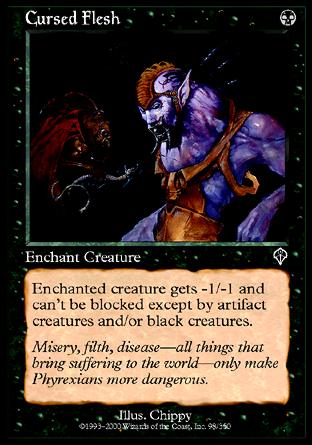 Cursed Flesh
Enchant Creature
Enchanted creature gets -1/-1 and
can't be blocked except by artifact
creatures and/or black creatures.
Misery, filth, disease—all things that
bring suffering to the world—only make
Phyrexians more dangerous.
Illus. Chippy
©1993–2000 Wizards of the Coast, Inc. 98/350